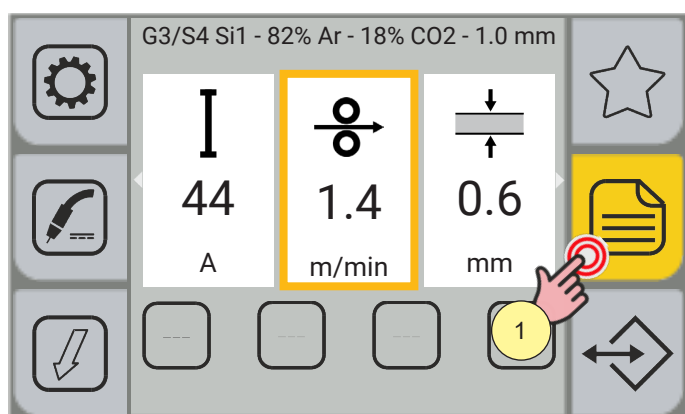 G3/S4 Si1 - 82% Ar - 18% CO2 - 1.0 mm
44 1.4 0.6
A m/min mm
--- --- ---
1